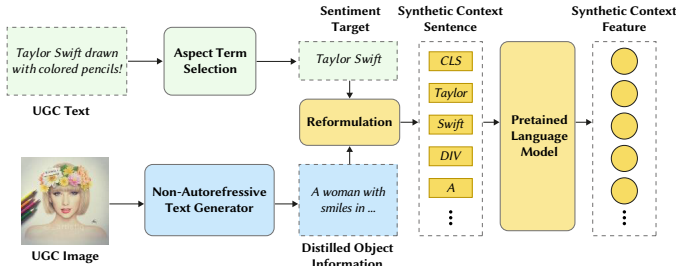 Sentiment
Target
Synthetic Context
Sentence
Synthetic Context
Feature
Taylor Swift drawn
with colored pencils!
UGC Text
Aspect Term
Selection
Taylor Swift
Reformulation
CLS
Taylor
Swift
DIV
A
Pretained
Language
Model
UGC Image
Non-Autorefressive
Text Generator
A woman with
smiles in ...
Distilled Object
Information